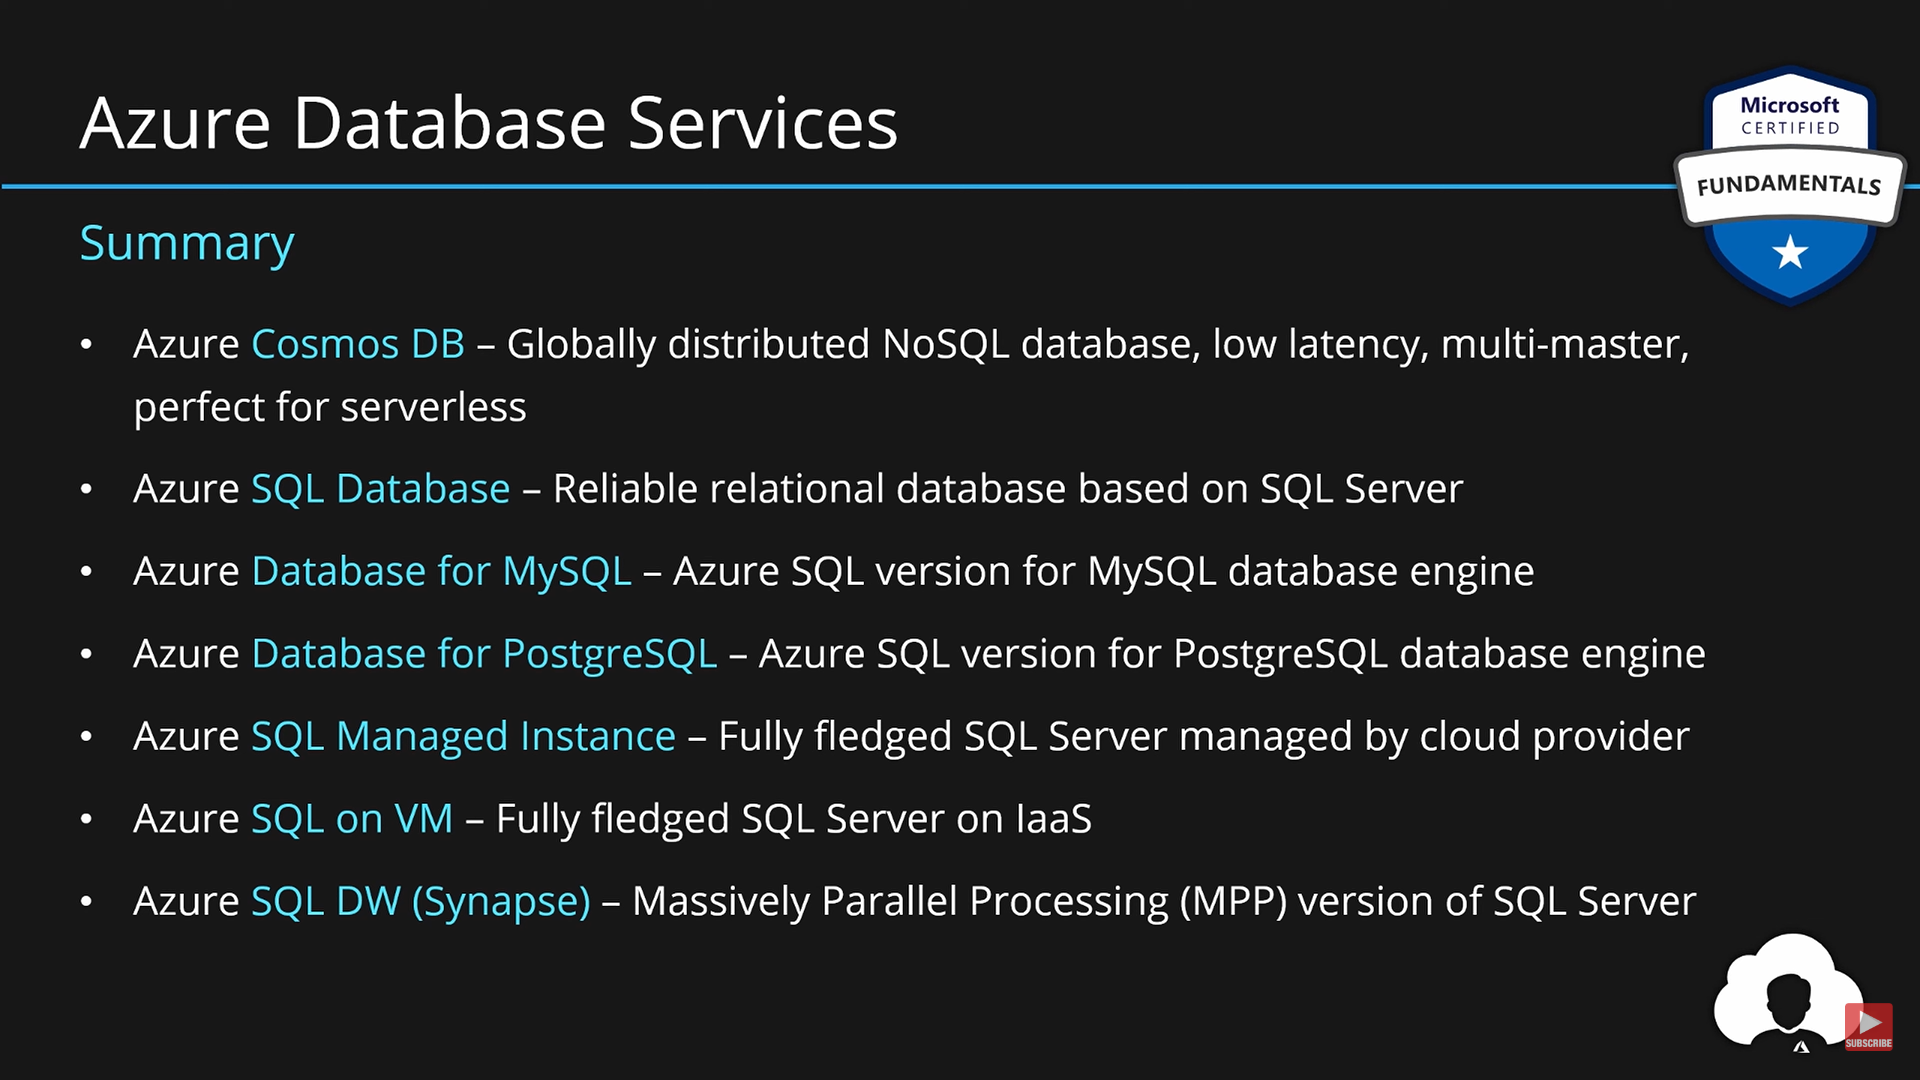 Azure Database Services
Microsoft
CERTIFIED
FUNDAMENTALS
Summary
• Azure Cosmos DB – Globally distributed NoSQL database, low latency, multi-master,
perfect for serverless
• Azure SQL Database – Reliable relational database based on SQL Server
• Azure Database for MySQL – Azure SQL version for MySQL database engine
• Azure Database for PostgreSQL – Azure SQL version for PostgreSQL database engine
• Azure SQL Managed Instance – Fully fledged SQL Server managed by cloud provider
• Azure SQL on VM – Fully fledged SQL Server on IaaS
• Azure SQL DW (Synapse) – Massively Parallel Processing (MPP) version of SQL Server
SUBSCRIBE